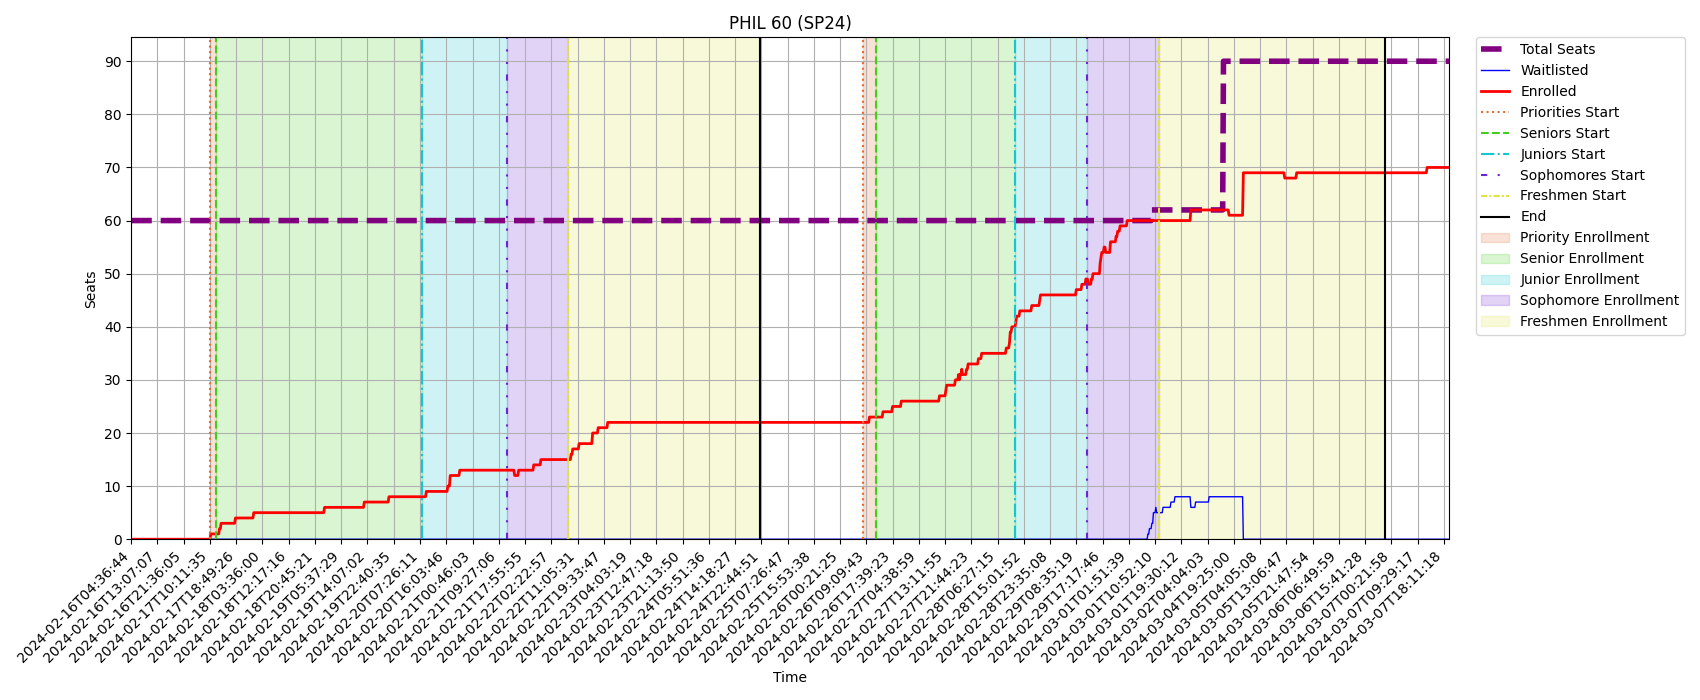 PHIL 60 (SP24)
Seats
90
80
70
60
50
40
30
20
10
0
2024-02-16T04:36:44
2024-02-16T13:07:07
2024-02-16T21:36:05
2024-02-17T10:11:35
2024-02-17T18:49:26
2024-02-18T03:36:00
2024-02-18T12:17:16
2024-02-18T20:45:21
2024-02-19T05:37:29
2024-02-19T14:07:02
2024-02-19T22:40:35
2024-02-20T07:26:11
2024-02-20T16:03:46
2024-02-21T00:46:03
2024-02-21T09:27:06
2024-02-21T17:55:55
2024-02-22T02:22:57
2024-02-22T11:05:31
2024-02-22T19:33:47
2024-02-23T04:03:19
2024-02-23T12:47:18
2024-02-23T21:13:50
2024-02-24T05:51:36
2024-02-24T14:18:27
2024-02-24T22:44:51
2024-02-25T07:26:47
2024-02-25T15:53:38
2024-02-26T00:21:25
2024-02-26T09:09:43
2024-02-26T17:39:23
2024-02-27T04:38:59
2024-02-27T13:11:55
2024-02-27T21:44:23
2024-02-28T06:27:15
2024-02-28T15:01:52
2024-02-28T23:35:08
2024-02-29T08:35:19
2024-02-29T17:17:46
2024-03-01T01:51:39
2024-03-01T10:52:10
2024-03-01T19:30:12
2024-03-02T04:04:03
2024-03-04T19:25:00
2024-03-05T04:05:08
2024-03-05T13:06:47
2024-03-05T21:47:54
2024-03-06T06:49:59
2024-03-06T15:41:28
2024-03-07T00:21:58
2024-03-07T09:29:17
2024-03-07T18:11:18
Time
Total Seats
Waitlisted
Enrolled
Priorities Start
Seniors Start
Juniors Start
Sophomores Start
Freshmen Start
End
Priority Enrollment
Senior Enrollment
Junior Enrollment
Sophomore Enrollment
Freshmen Enrollment